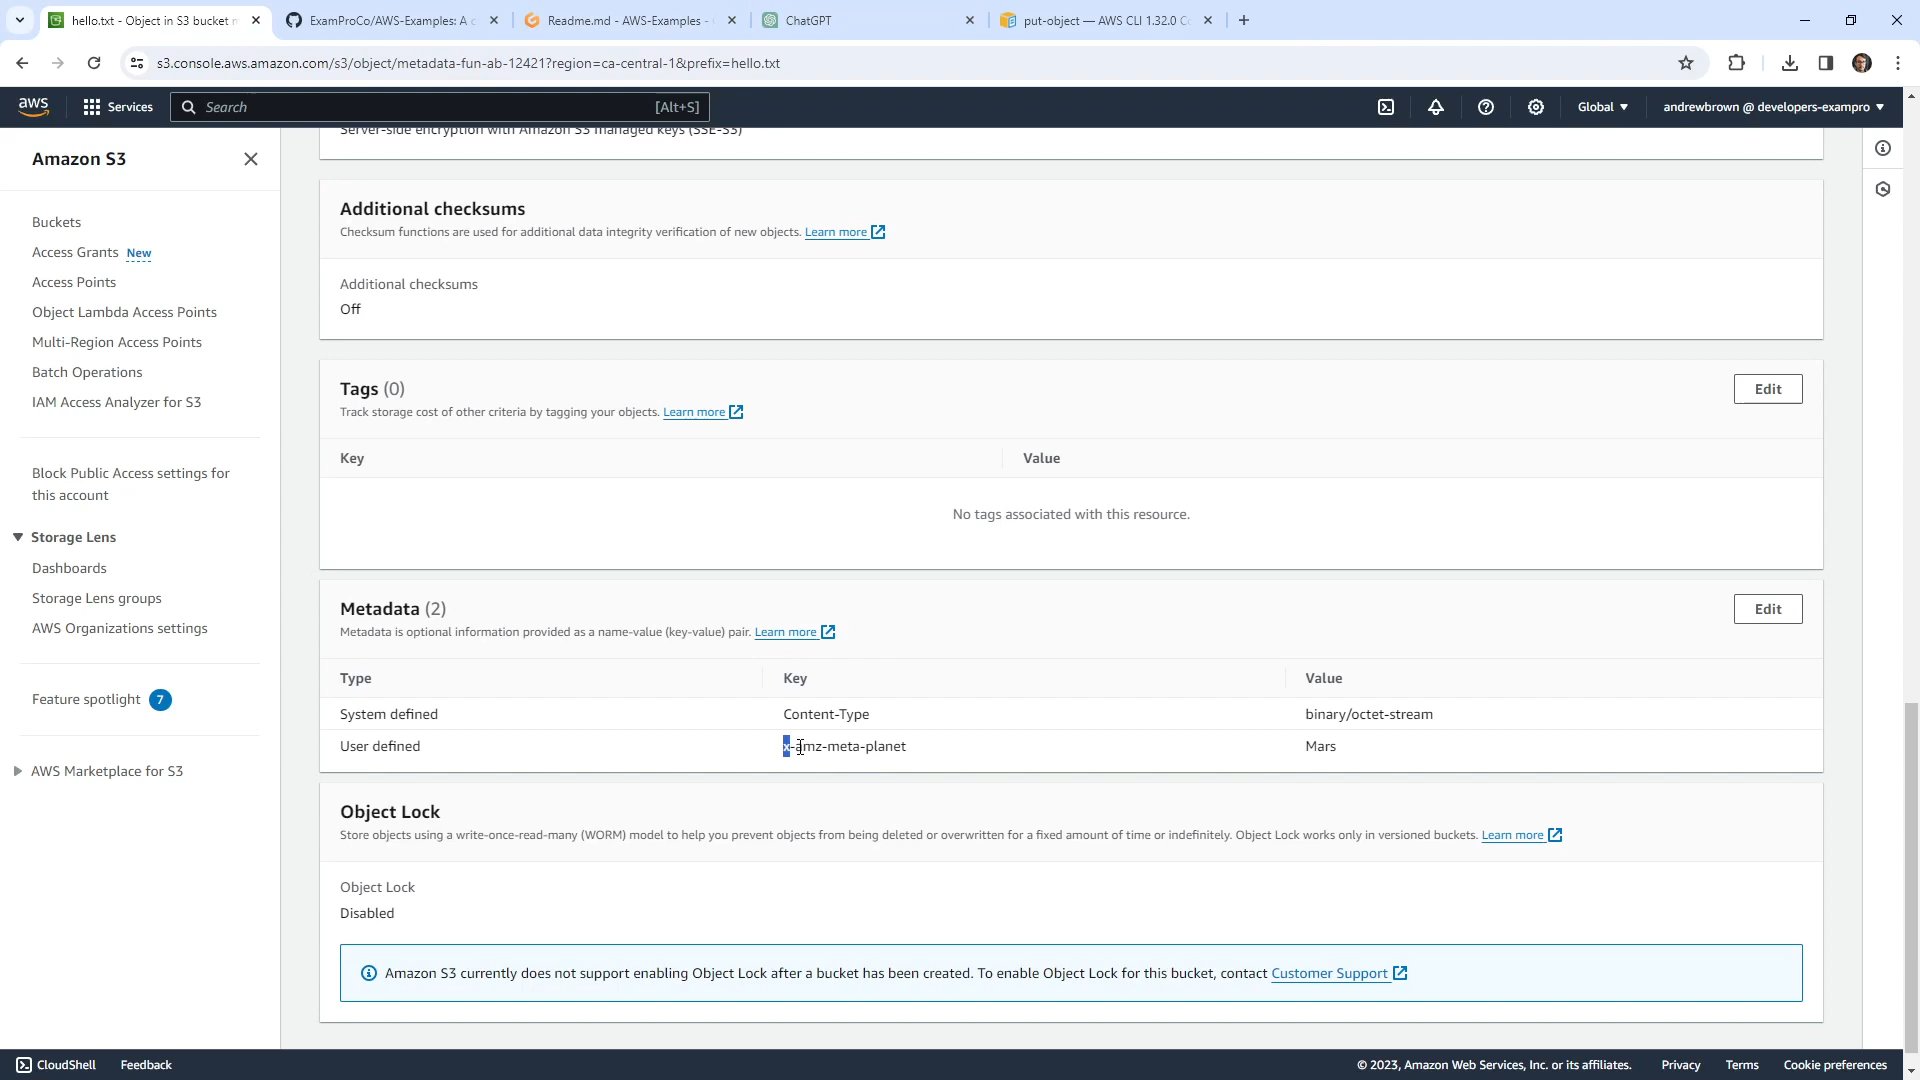 hello.txt - Object in S3 bucket m
ExamProCo/AWS-Examples: A c
Readme.md - AWS-Examples -
ChatGPT
put-object — AWS CLI 1.32.0 Co
s3.console.aws.amazon.com/s3/object/metadata-fun-ab-12421?region=ca-central-1&prefix=hello.txt
aws
Services
Search
[Alt+S]
Global
andrewbrown @ developers-exampro
Amazon S3
Buckets
Access Grants New
Access Points
Object Lambda Access Points
Multi-Region Access Points
Batch Operations
IAM Access Analyzer for S3
Block Public Access settings for
this account
Storage Lens
Dashboards
Storage Lens groups
AWS Organizations settings
Feature spotlight 7
AWS Marketplace for S3
Server-side encryption with Amazon S3 managed keys (SSE-S3)
Additional checksums
Checksum functions are used for additional data integrity verification of new objects. Learn more
Additional checksums
Off
Tags (0)
Edit
Track storage cost of other criteria by tagging your objects. Learn more
Key Value
No tags associated with this resource.
Metadata (2)
Edit
Metadata is optional information provided as a name-value (key-value) pair. Learn more
Type Key Value
System defined Content-Type binary/octet-stream
User defined x-amz-meta-planet Mars
Object Lock
Store objects using a write-once-read-many (WORM) model to help you prevent objects from being deleted or overwritten for a fixed amount of time or indefinitely. Object Lock works only in versioned buckets. Learn more
Object Lock
Disabled
Amazon S3 currently does not support enabling Object Lock after a bucket has been created. To enable Object Lock for this bucket, contact Customer Support
CloudShell Feedback © 2023, Amazon Web Services, Inc. or its affiliates. Privacy Terms Cookie preferences